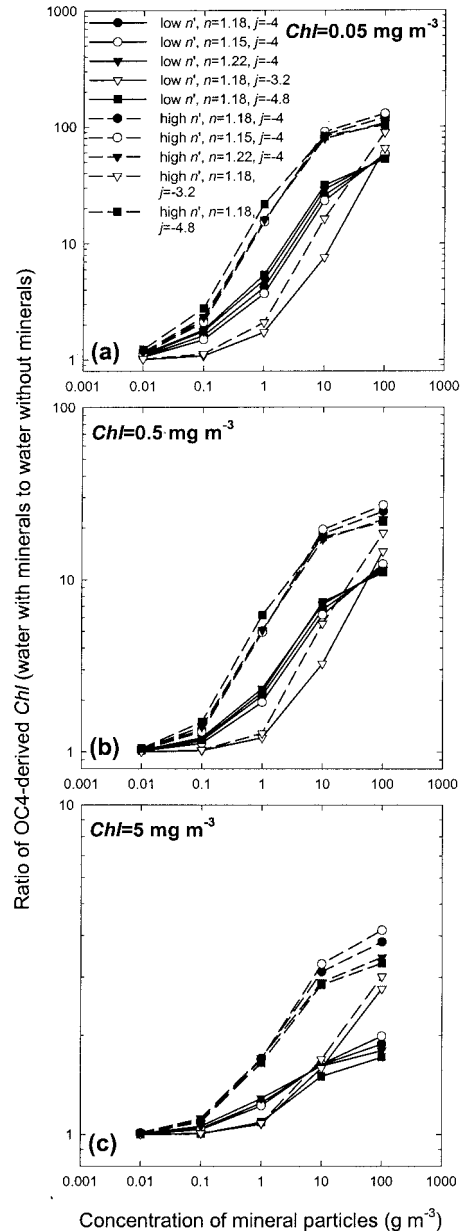 Ratio of OC4-derived Chl (water with minerals to water without minerals)
1000
100
10
1
low n', n=1.18, j=-4
low n', n=1.15, j=-4
low n', n=1.22, j=-4
low n', n=1.18, j=-3.2
low n', n=1.18, j=-4.8
high n', n=1.18, j=-4
high n', n=1.15, j=-4
high n', n=1.22, j=-4
high n', n=1.18,
j=-3.2
high n', n=1.18,
j=-4.8
Chl=0.05 mg m-3
(a)
0.001 0.01 0.1 1 10 100 1000
100
10
1
Chl=0.5 mg m-3
(b)
0.001 0.01 0.1 1 10 100 1000
10
1
Chl=5 mg m-3
(c)
0.001 0.01 0.1 1 10 100 1000
Concentration of mineral particles (g m-3)